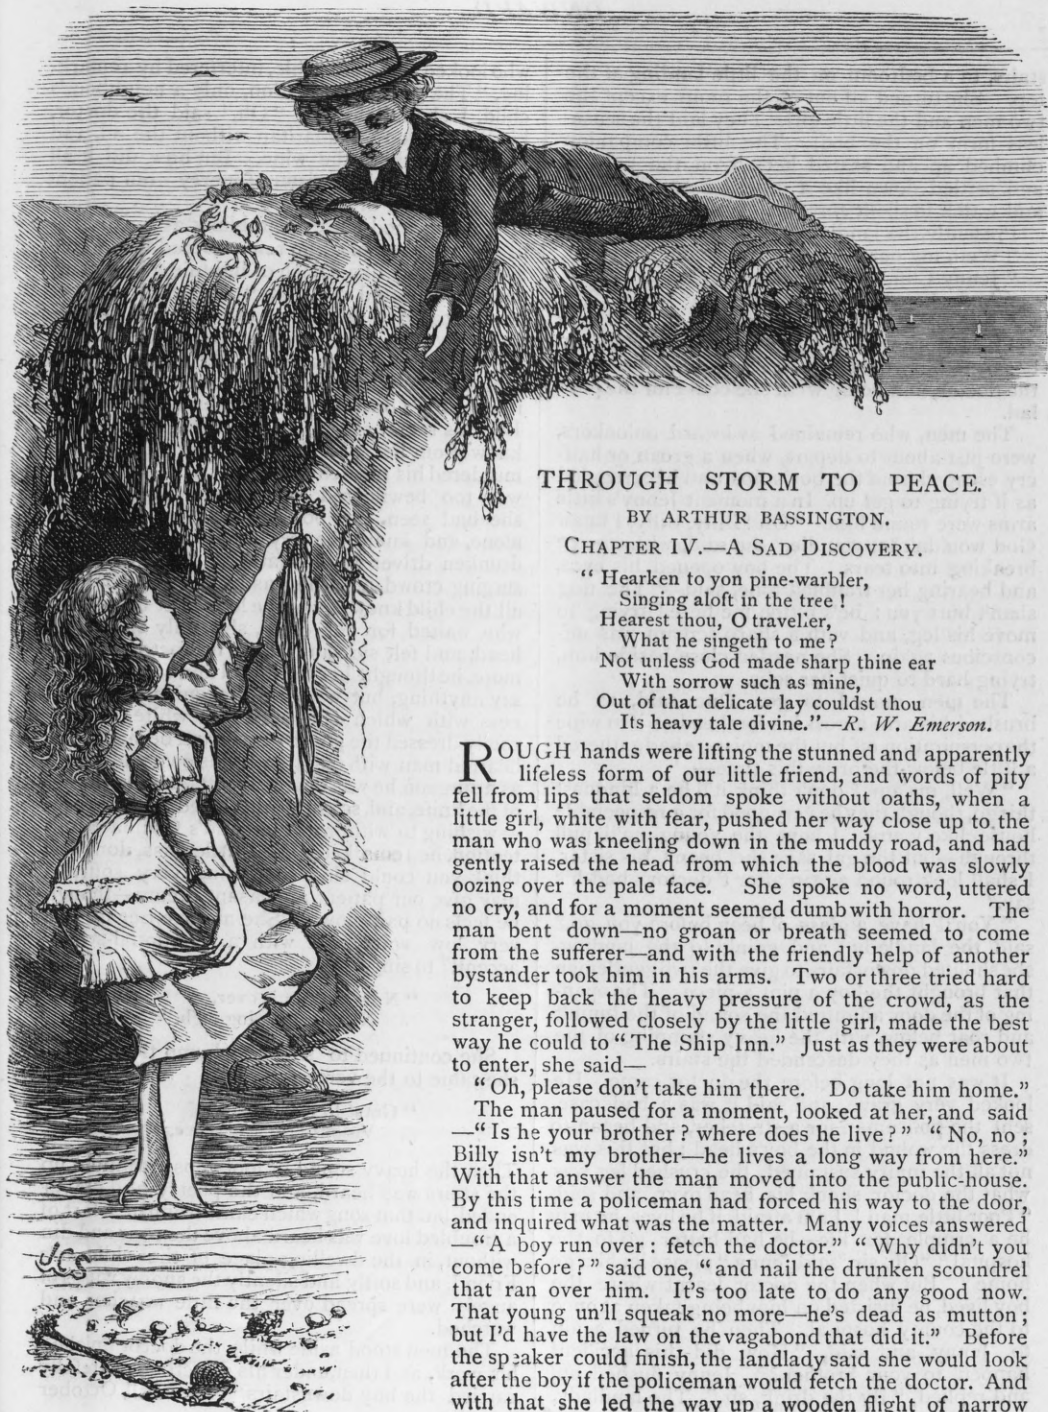 THROUGH STORM TO PEACE.
BY ARTHUR BASSINGTON.
CHAPTER IV.—A SAD DISCOVERY.
“ Hearken to yon pine-warbler,
Singing aloft in the tree !
Hearest thou, O traveller,
What he singeth to me ?
Not unless God made sharp thine ear
With sorrow such as mine,
Out of that delicate lay couldst thou
Its heavy tale divine.”—R. W. Emerson.
ROUGH hands were lifting the stunned and apparently
lifeless form of our little friend, and words of pity
fell from lips that seldom spoke without oaths, when a
little girl, white with fear, pushed her way close up to the
man who was kneeling down in the muddy road, and had
gently raised the head from which the blood was slowly
oozing over the pale face. She spoke no word, uttered
no cry, and for a moment seemed dumb with horror. The
man bent down—no groan or breath seemed to come
from the sufferer—and with the friendly help of another
bystander took him in his arms. Two or three tried hard
to keep back the heavy pressure of the crowd, as the
stranger, followed closely by the little girl, made the best
way he could to “ The Ship Inn.” Just as they were about
to enter, she said—
“ Oh, please don’t take him there. Do take him home.”
The man paused for a moment, looked at her, and said
—“ Is he your brother ? where does he live ? ” “ No, no ;
Billy isn’t my brother—he lives a long way from here.”
With that answer the man moved into the public-house.
By this time a policeman had forced his way to the door,
and inquired what was the matter. Many voices answered
—“ A boy run over : fetch the doctor.” “ Why didn’t you
come before ? ” said one, “ and nail the drunken scoundrel
that ran over him. It’s too late to do any good now.
That young un’ll squeak no more—he’s dead as mutton ;
but I’d have the law on the vagabond that did it.” Before
the speaker could finish, the landlady said she would look
after the boy if the policeman would fetch the doctor. And
with that she led the way up a wooden flight of narrow
JCS